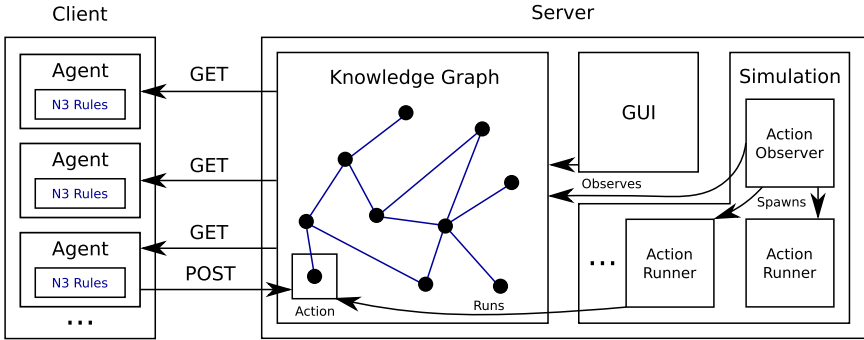 Client
Server
Agent
N3 Rules
Agent
N3 Rules
Agent
N3 Rules
...
GET
GET
GET
POST
Knowledge Graph
Action
Runs
GUI
Observes
Simulation
Action
Observer
Spawns
...
Action
Runner
Action
Runner